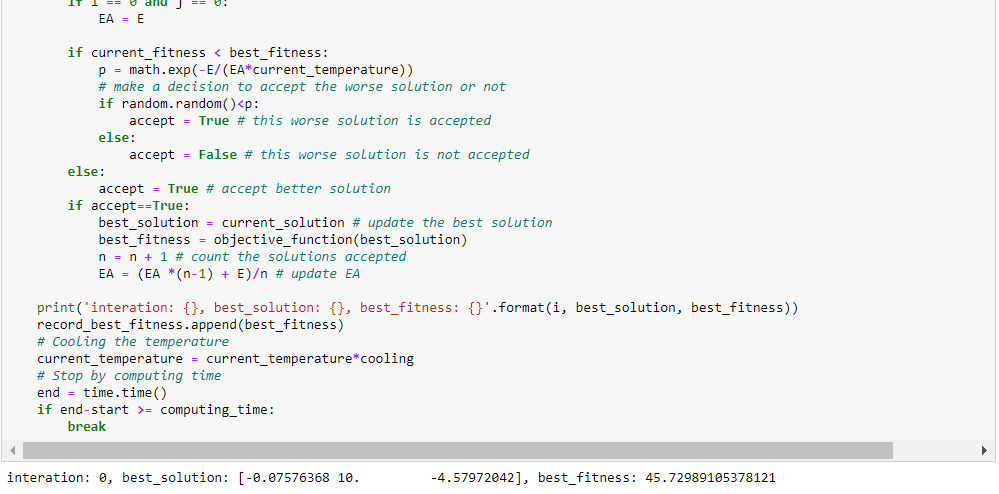 if i == 0 and j == 0:
EA = E
if current_fitness < best_fitness:
p = math.exp(-E/(EA*current_temperature))
# make a decision to accept the worse solution or not
if random.random()<p:
accept = True # this worse solution is accepted
else:
accept = False # this worse solution is not accepted
else:
accept = True # accept better solution
if accept==True:
best_solution = current_solution # update the best solution
best_fitness = objective_function(best_solution)
n = n + 1 # count the solutions accepted
EA = (EA *(n-1) + E)/n # update EA
print('interation: {}, best_solution: {}, best_fitness: {}'.format(i, best_solution, best_fitness))
record_best_fitness.append(best_fitness)
# Cooling the temperature
current_temperature = current_temperature*cooling
# Stop by computing time
end = time.time()
if end-start >= computing_time:
break
interation: 0, best_solution: [-0.07576368 10.         -4.57972042], best_fitness: 45.72989105378121